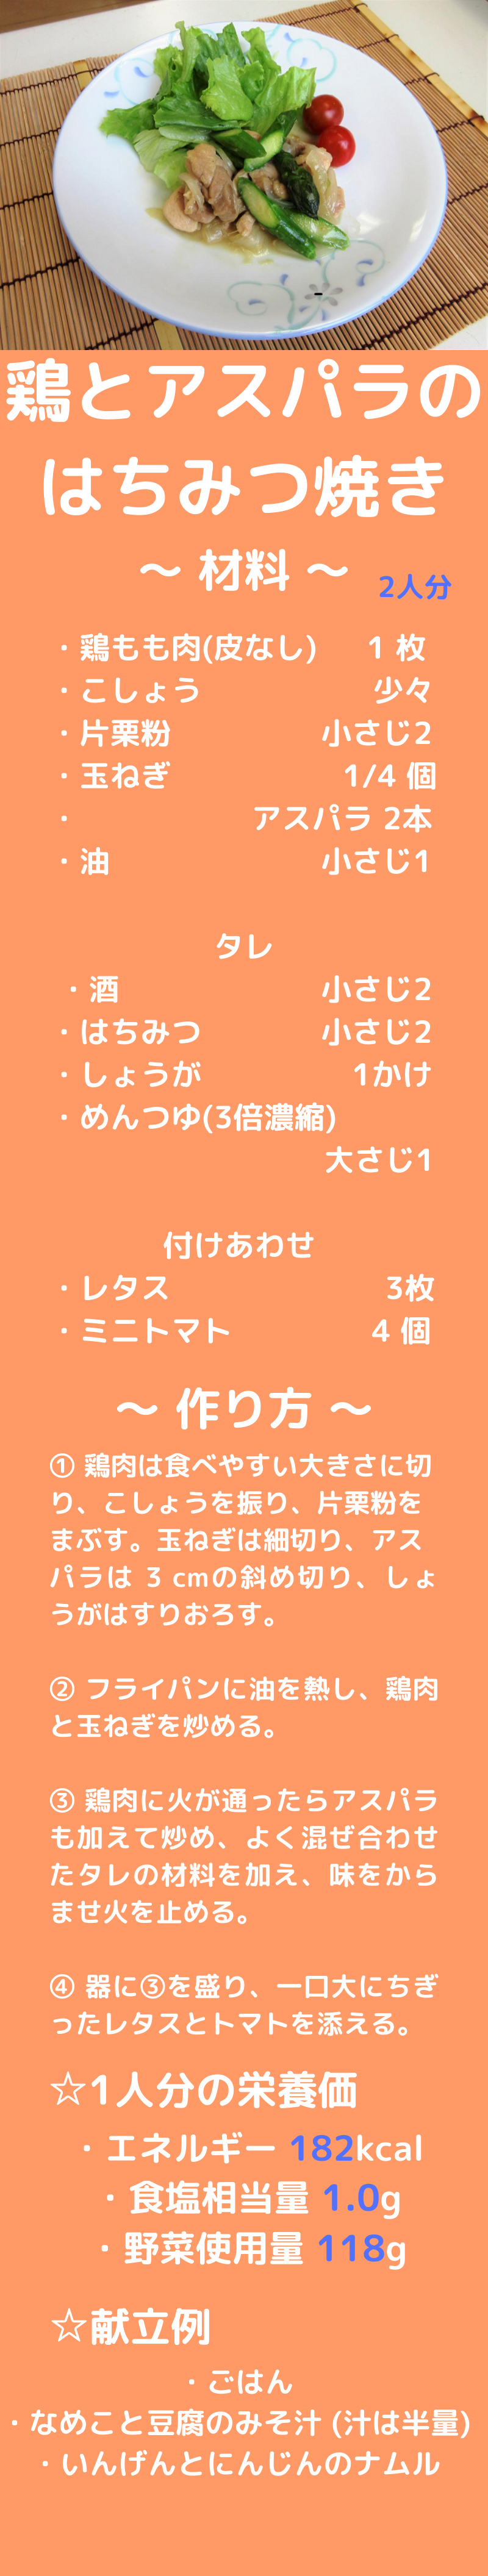 鶏とアスパラの
はちみつ焼き
～ 材料 ～
2人分
・鶏もも肉(皮なし) 1 枚
・こしょう 少々
・片栗粉 小さじ2
・玉ねぎ 1/4 個
・ アスパラ 2本
・油 小さじ1
タレ
・酒 小さじ2
・はちみつ 小さじ2
・しょうが 1かけ
・めんつゆ(3倍濃縮)
大さじ1
付けあわせ
・レタス 3枚
・ミニトマト 4 個
～ 作り方 ～
① 鶏肉は食べやすい大きさに切
り、こしょうを振り、片栗粉を
まぶす。玉ねぎは細切り、アス
パラは 3 cmの斜め切り、しょ
うがはすりおろす。
② フライパンに油を熱し、鶏肉
と玉ねぎを炒める。
③ 鶏肉に火が通ったらアスパラ
も加えて炒め、よく混ぜ合わせ
たタレの材料を加え、味をから
ませ火を止める。
④ 器に③を盛り、一口大にちぎ
ったレタスとトマトを添える。
☆1人分の栄養価
・エネルギー 182kcal
・食塩相当量 1.0g
・野菜使用量 118g
☆献立例
・ごはん
・なめこと豆腐のみそ汁 (汁は半量)
・いんげんとにんじんのナムル